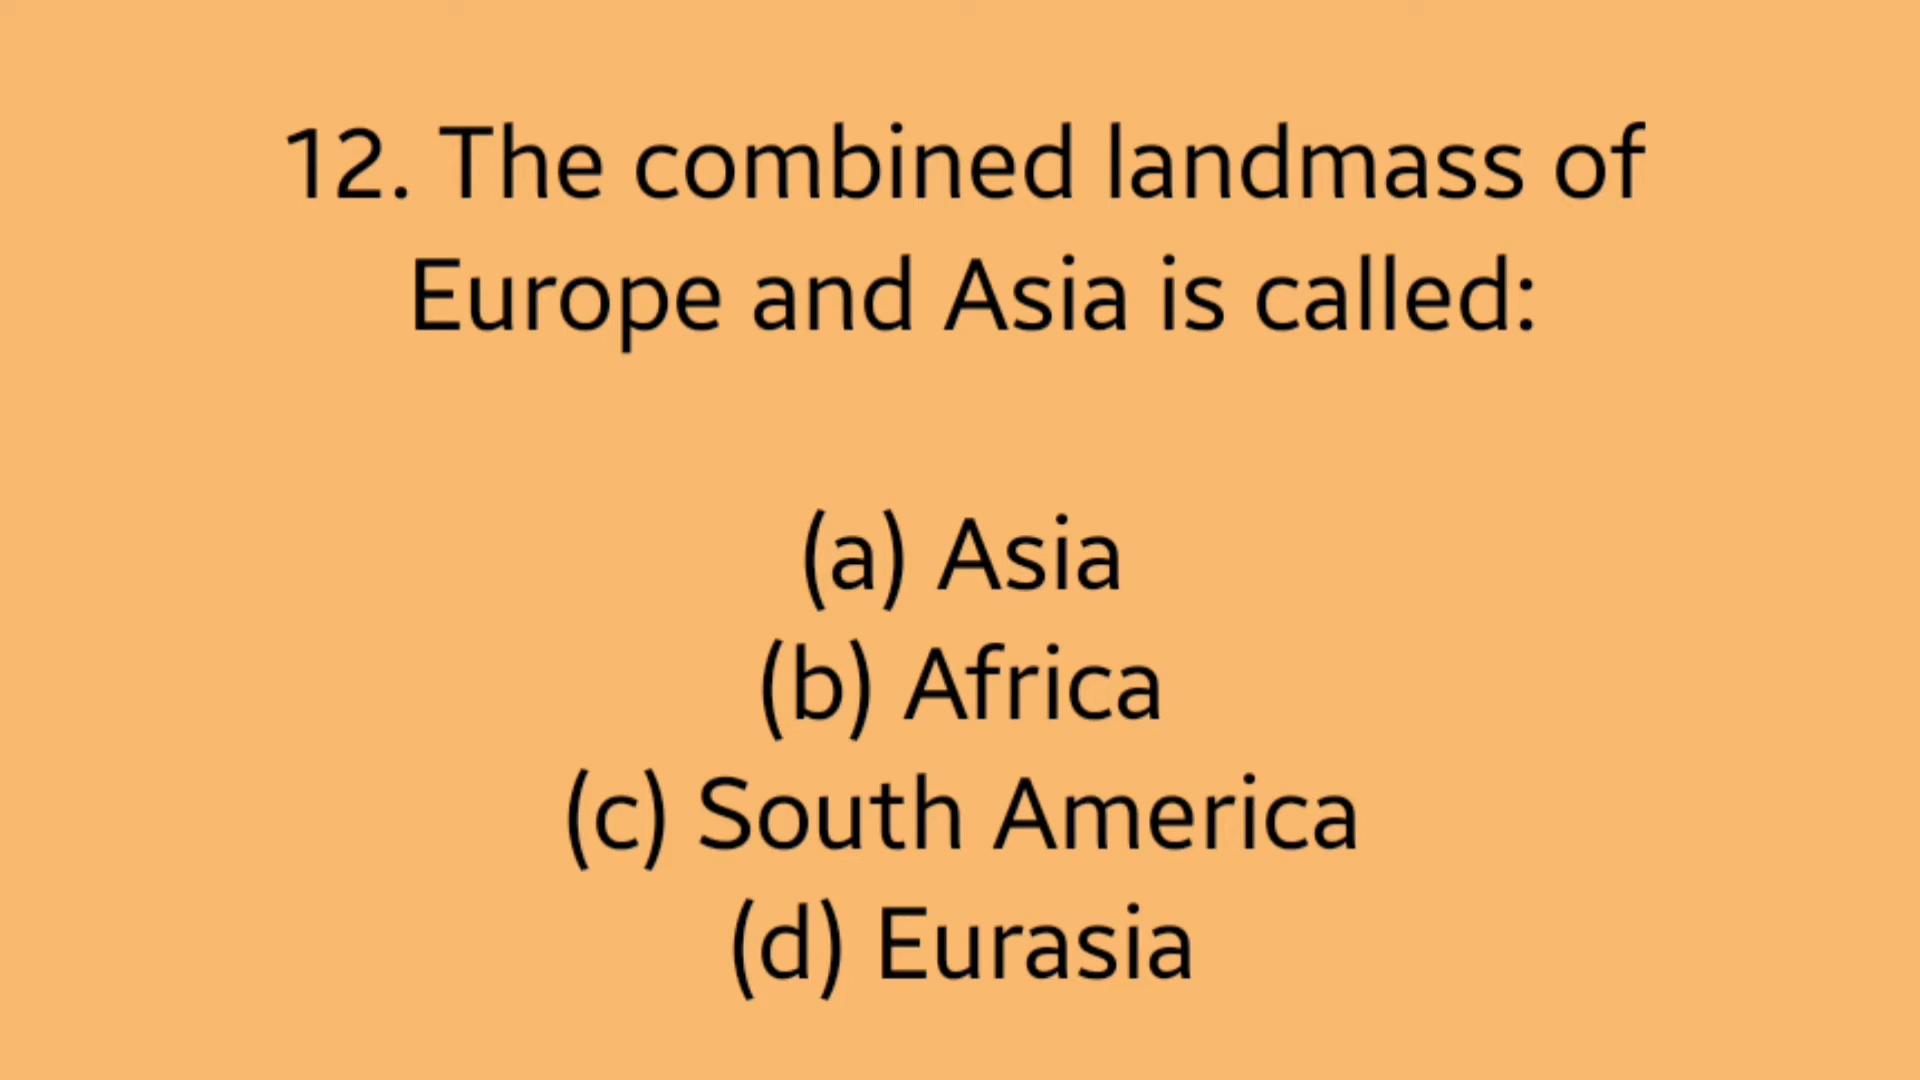 12. The combined landmass of
Europe and Asia is called:
(a) Asia
(b) Africa
(c) South America
(d) Eurasia